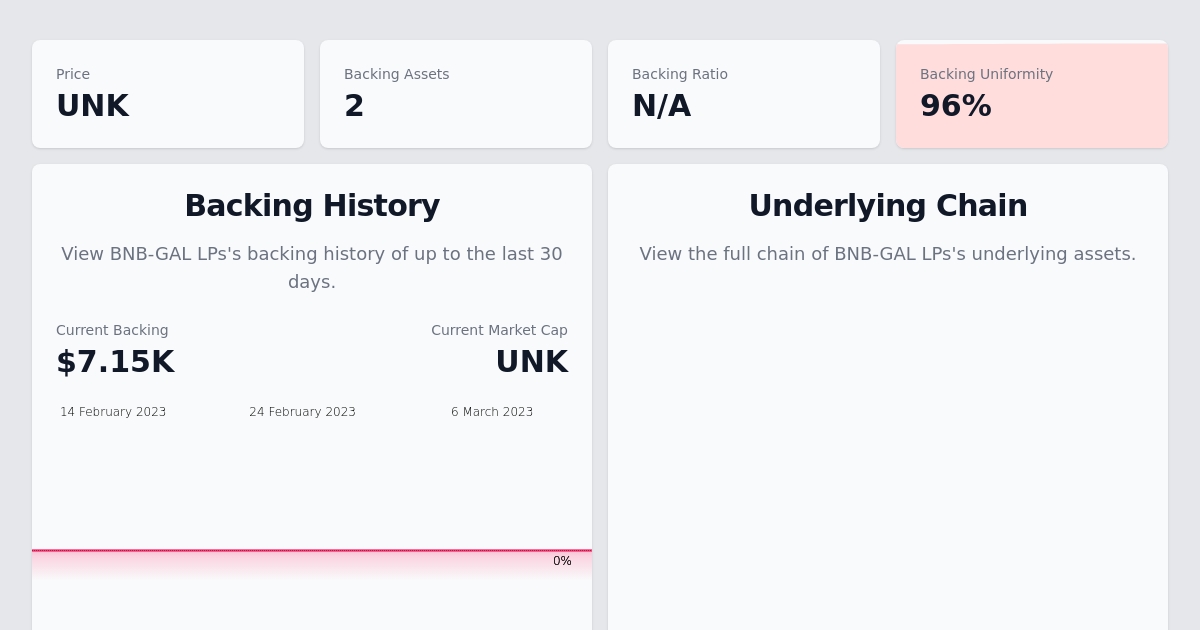 Price
UNK
Backing Assets
2
Backing Ratio
N/A
Backing Uniformity
96%
Backing History
View BNB-GAL LPs's backing history of up to the last 30
days.
Current Backing
$7.15K
Current Market Cap
UNK
14 February 2023
24 February 2023
6 March 2023
0%
Underlying Chain
View the full chain of BNB-GAL LPs's underlying assets.